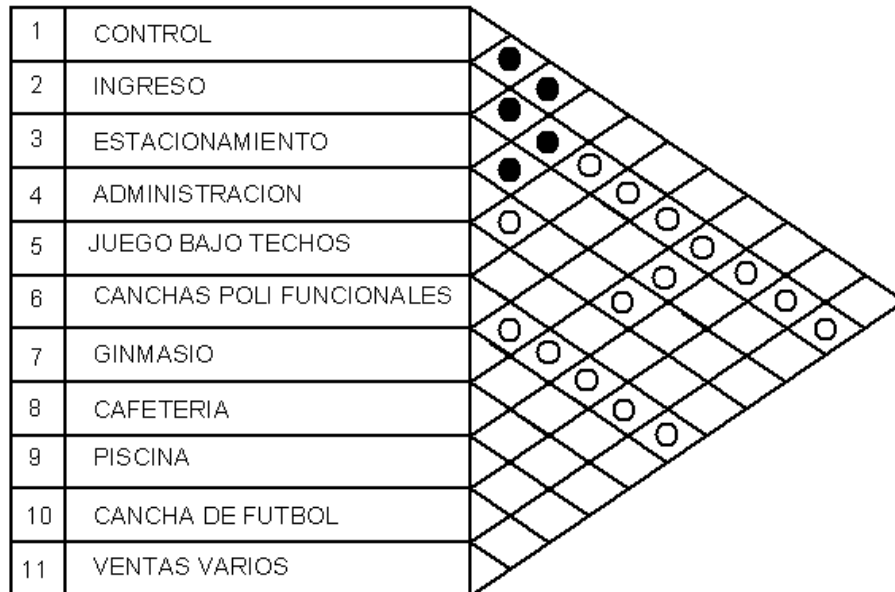 1 CONTROL
2 INGRESO
3 ESTACIONAMIENTO
4 ADMINISTRACION
5 JUEGO BAJO TECHOS
6 CANCHAS POLI FUNCIONALES
7 GINMASIO
8 CAFETERIA
9 PISCINA
10 CANCHA DE FUTBOL
11 VENTAS VARIOS